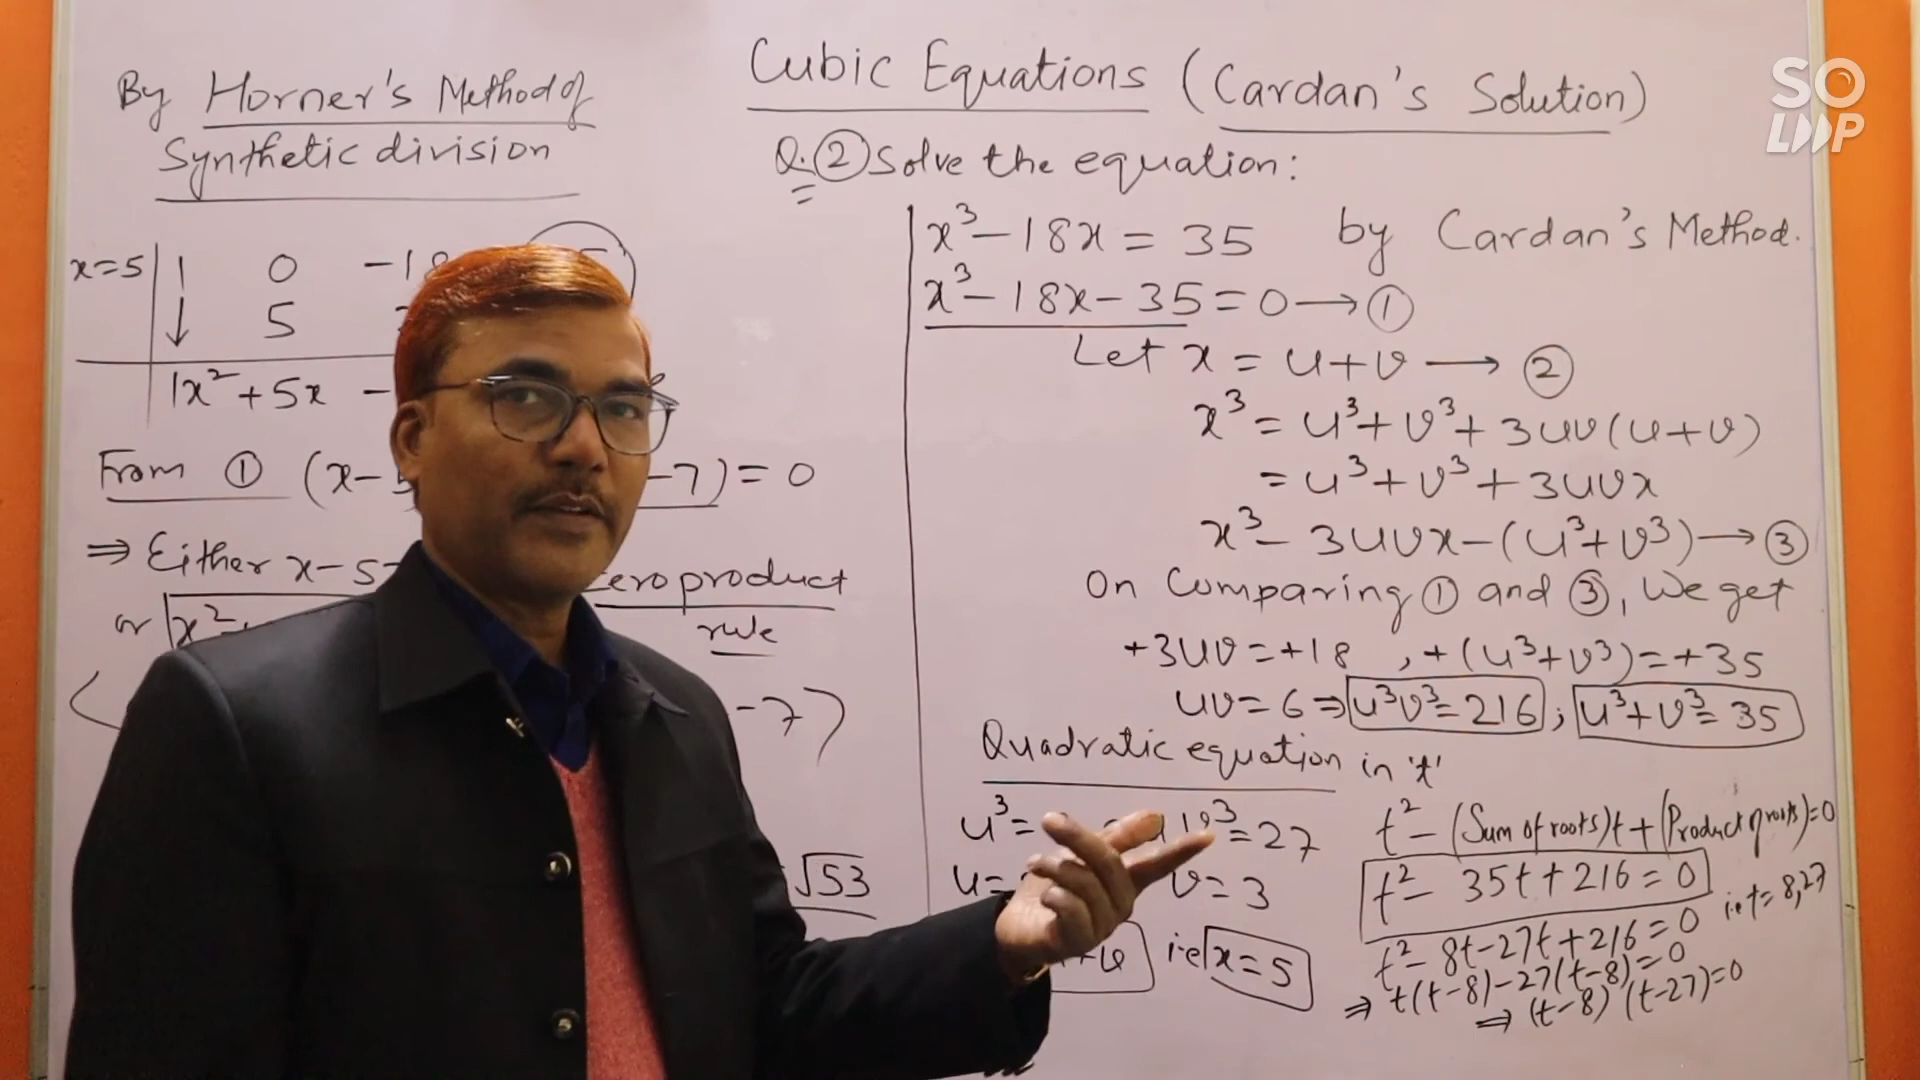 By Horner's Method of
Synthetic division
x=5 | 1 0 -18
↓ 5
1x²+5x -
From ① (x-5 -7)=0
⇒ Either x-5
zero product
or x²
rule
-7)
√53
Cubic Equations (Cardan's Solution)
Q.② Solve the equation:
x³-18x=35 by Cardan's Method.
x³-18x-35=0→①
Let x=u+v→②
x³=u³+v³+3uv(u+v)
=u³+v³+3uvx
x³-3uvx-(u³+v³)→③
On Comparing ① and ③, We get
+3uv=+18, +(u³+v³)=+35
uv=6⇒u³v³=216; u³+v³=35
Quadratic equation in 't'
u³= v³=27
u= v=3
i.e x=5
t²-(Sum of roots)t+(Product of roots)=0
t²-35t+216=0
i.e t=8,27
t²-8t-27t+216=0
⇒t(t-8)-27(t-8)=0
⇒(t-8)(t-27)=0
SO
LOOP